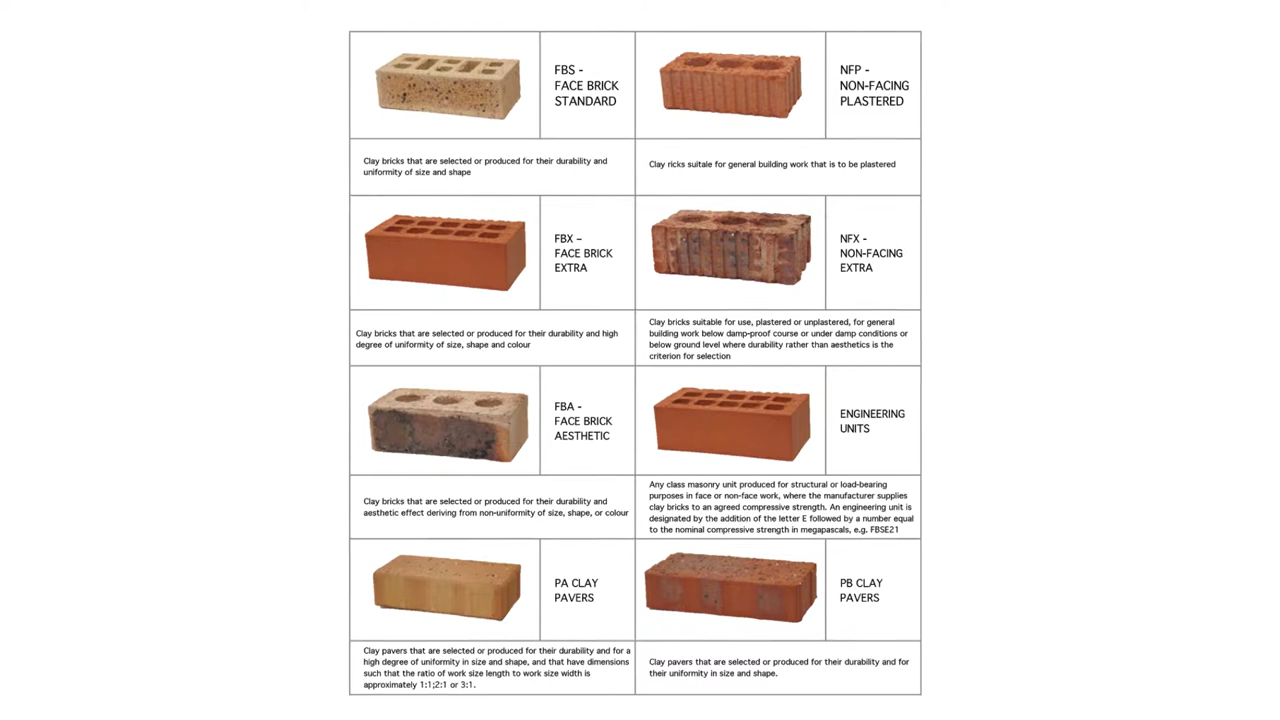 FBS -
FACE BRICK
STANDARD
NFP -
NON-FACING
PLASTERED
Clay bricks that are selected or produced for their durability and
uniformity of size and shape
Clay ricks suitale for general building work that is to be plastered
FBX –
FACE BRICK
EXTRA
NFX -
NON-FACING
EXTRA
Clay bricks that are selected or produced for their durability and high
degree of uniformity of size, shape and colour
Clay bricks suitable for use, plastered or unplastered, for general
building work below damp-proof course or under damp conditions or
below ground level where durability rather than aesthetics is the
criterion for selection
FBA -
FACE BRICK
AESTHETIC
ENGINEERING
UNITS
Clay bricks that are selected or produced for their durability and
aesthetic effect deriving from non-uniformity of size, shape, or colour
Any class masonry unit produced for structural or load-bearing
purposes in face or non-face work, where the manufacturer supplies
clay bricks to an agreed compressive strength. An engineering unit is
designated by the addition of the letter E followed by a number equal
to the nominal compressive strength in megapascals, e.g. FBSE21
PA CLAY
PAVERS
PB CLAY
PAVERS
Clay pavers that are selected or produced for their durability and for a
high degree of uniformity in size and shape, and that have dimensions
such that the ratio of work size length to work size width is
approximately 1:1;2:1 or 3:1.
Clay pavers that are selected or produced for their durability and for
their uniformity in size and shape.